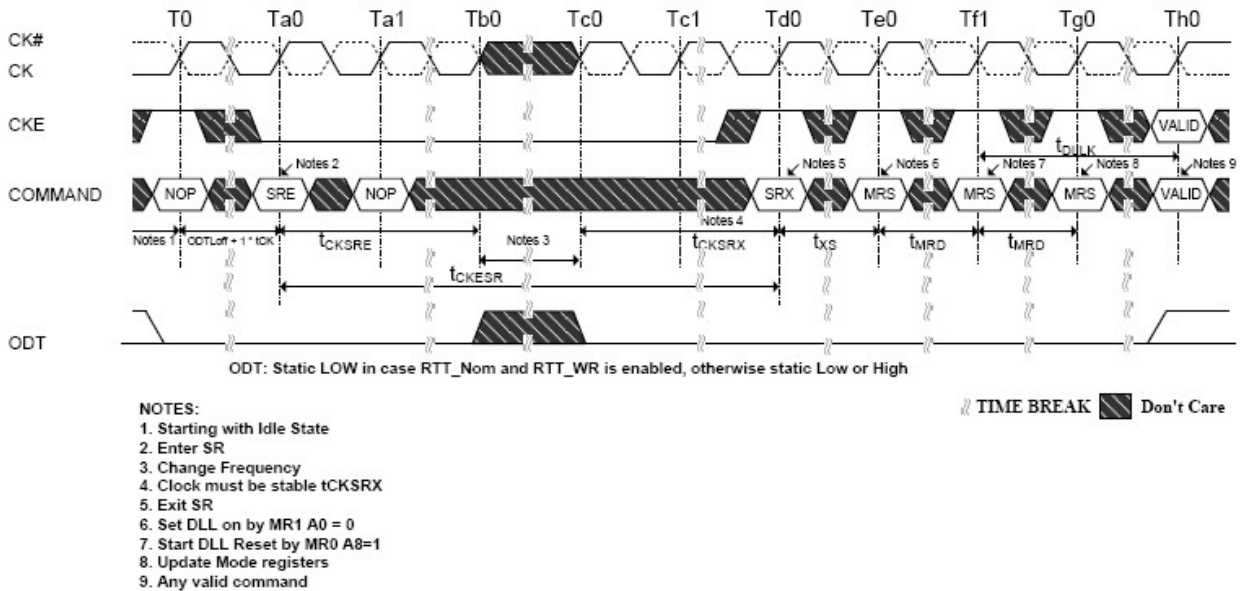 T0 Ta0 Ta1 Tb0 Tc0 Tc1 Td0 Te0 Tf1 Tg0 Th0
CK#
CK
CKE
VALID
tDLLK
Notes 2 Notes 5 Notes 6 Notes 7 Notes 8 Notes 9
COMMAND NOP SRE NOP SRX MRS MRS MRS VALID
Notes 4
Notes 1 ODTLoff + 1 * tCK tCKSRE Notes 3 tCKSRX tXS tMRD tMRD
tCKESR
ODT
ODT: Static LOW in case RTT_Nom and RTT_WR is enabled, otherwise static Low or High
NOTES:
1. Starting with Idle State
2. Enter SR
3. Change Frequency
4. Clock must be stable tCKSRX
5. Exit SR
6. Set DLL on by MR1 A0 = 0
7. Start DLL Reset by MR0 A8=1
8. Update Mode registers
9. Any valid command
TIME BREAK Don't Care